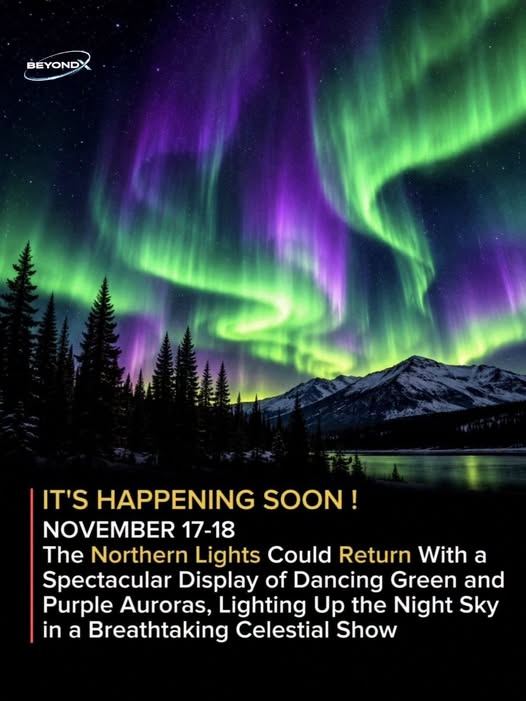 BEYONDX
IT'S HAPPENING SOON !
NOVEMBER 17-18
The Northern Lights Could Return With a
Spectacular Display of Dancing Green and
Purple Auroras, Lighting Up the Night Sky
in a Breathtaking Celestial Show